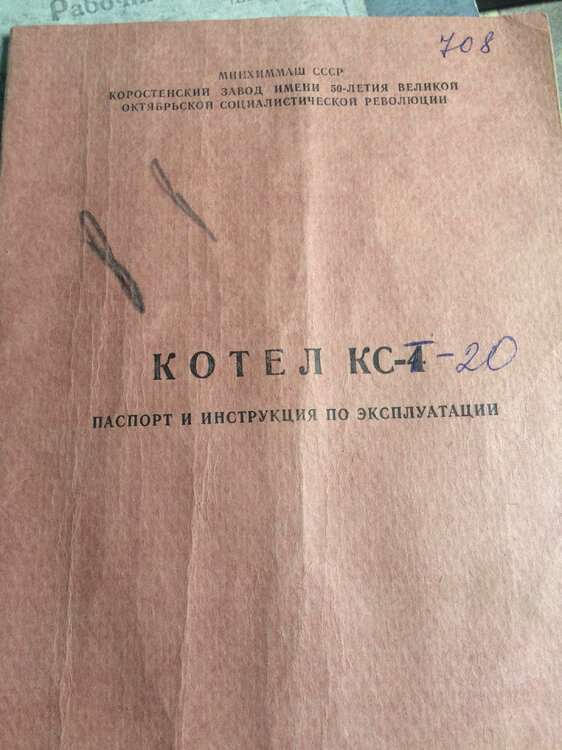 Рабоч
708
МИНХИММАШ СССР
КОРОСТЕНСКИЙ ЗАВОД ИМЕНИ 50-ЛЕТИЯ ВЕЛИКОЙ
ОКТЯБРЬСКОЙ СОЦИАЛИСТИЧЕСКОЙ РЕВОЛЮЦИИ
КОТЕЛ КС-Т-20
ПАСПОРТ И ИНСТРУКЦИЯ ПО ЭКСПЛУАТАЦИИ